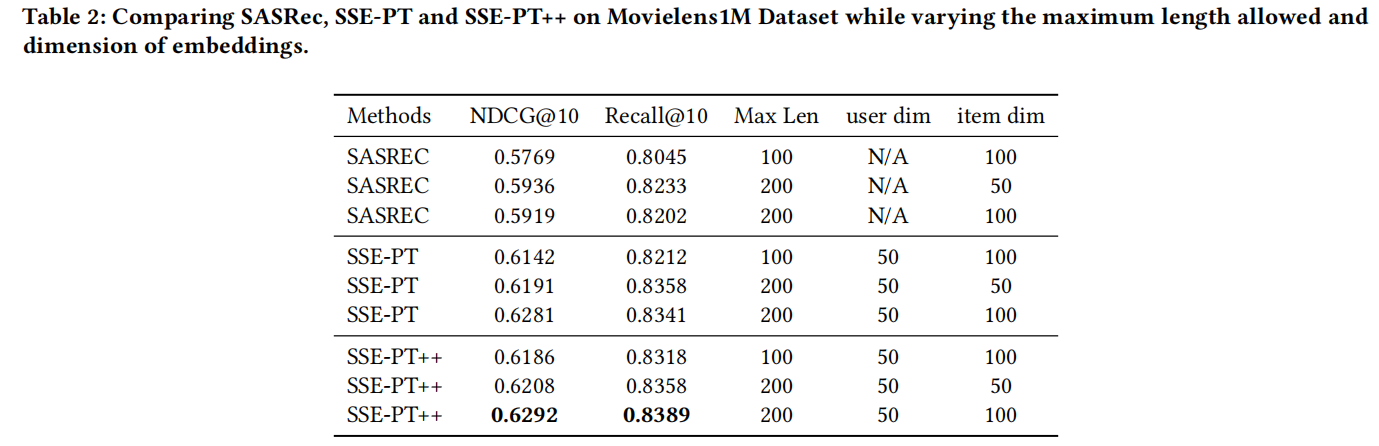 Table 2: Comparing SASRec, SSE-PT and SSE-PT++ on Movielens1M Dataset while varying the maximum length allowed and
dimension of embeddings.
Methods NDCG@10 Recall@10 Max Len user dim item dim
SASREC 0.5769 0.8045 100 N/A 100
SASREC 0.5936 0.8233 200 N/A 50
SASREC 0.5919 0.8202 200 N/A 100
SSE-PT 0.6142 0.8212 100 50 100
SSE-PT 0.6191 0.8358 200 50 50
SSE-PT 0.6281 0.8341 200 50 100
SSE-PT++ 0.6186 0.8318 100 50 100
SSE-PT++ 0.6208 0.8358 200 50 50
SSE-PT++ 0.6292 0.8389 200 50 100